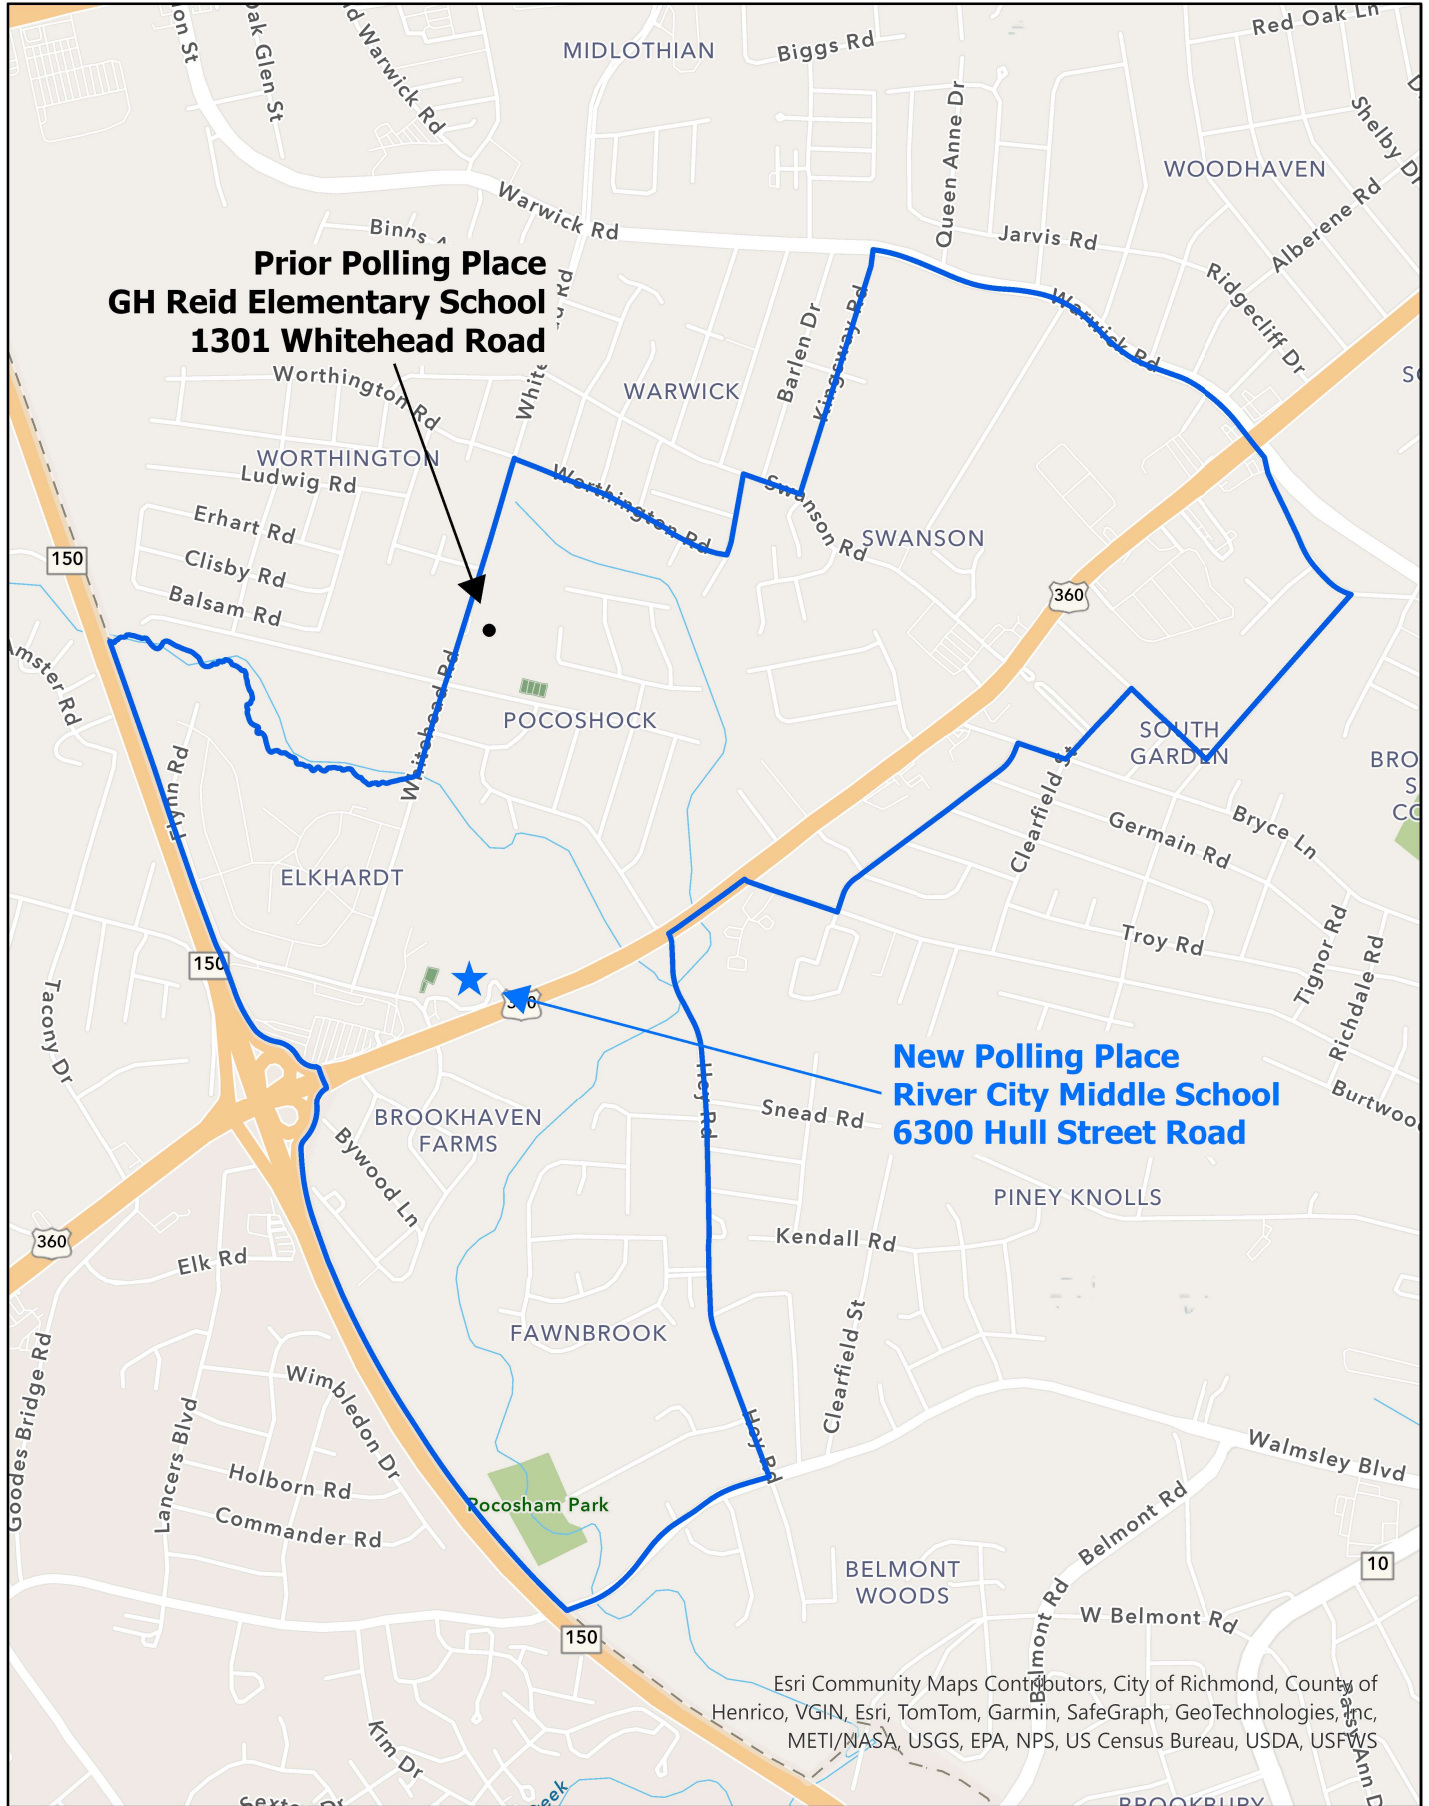 Red Oak Ln
MIDLOTHIAN
Biggs Rd
Shelby Dr
Queen Anne Dr
WOODHAVEN
Alberene Rd
Warwick Rd
Jarvis Rd
Ridgecliff Dr
Prior Polling Place
GH Reid Elementary School
1301 Whitehead Road
Warwick Rd
Barlen Dr
Kingsway Rd
WARWICK
Worthington Rd
WORTHINGTON
Ludwig Rd
Worthington Rd
Swanson Rd
SWANSON
Erhart Rd
Clisby Rd
Balsam Rd
150
360
Amster Rd
Whitehead Rd
POCOSHOCK
SOUTH
GARDEN
Flynn Rd
Clearfield St
Germain Rd
Bryce Ln
ELKHARDT
Troy Rd
Tignor Rd
Richdale Rd
150
360
Tacony Dr
New Polling Place
River City Middle School
6300 Hull Street Road
Hey Rd
Snead Rd
BROOKHAVEN
FARMS
Bywood Ln
PINEY KNOLLS
360
Elk Rd
Kendall Rd
FAWNBROOK
Clearfield St
Goodes Bridge Rd
Wimbledon Dr
Lancers Blvd
Hey Rd
Walmsley Blvd
Holborn Rd
Pocosham Park
Commander Rd
Belmont Rd
10
BELMONT
WOODS
W Belmont Rd
Belmont Rd
150
Kim Dr
Esri Community Maps Contributors, City of Richmond, County of
Henrico, VGIN, Esri, TomTom, Garmin, SafeGraph, GeoTechnologies, Inc,
METI/NASA, USGS, EPA, NPS, US Census Bureau, USDA, USFWS
BROOKBURY